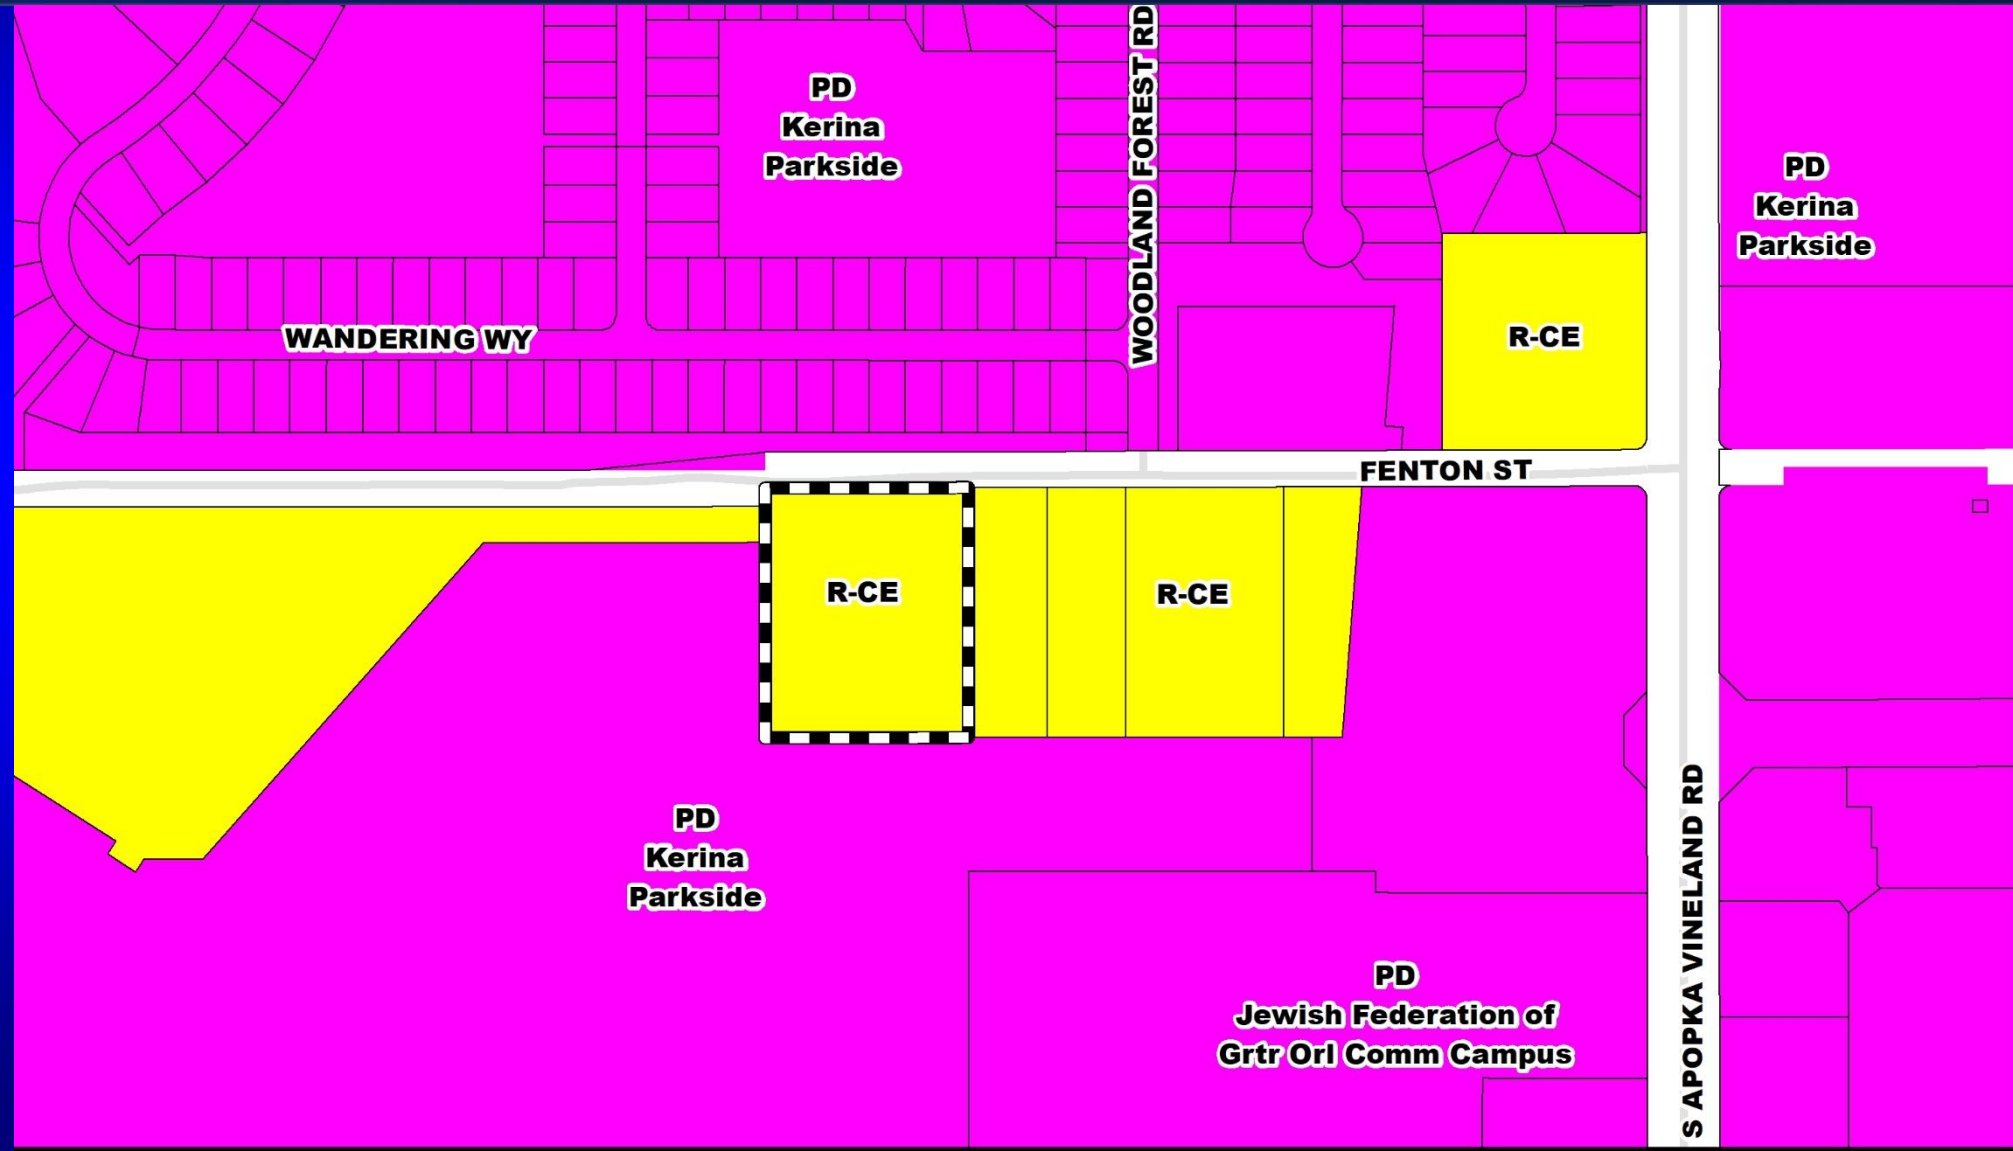 PD
Kerina
Parkside
WOODLAND FOREST RD
PD
Kerina
Parkside
WANDERING WY
R-CE
FENTON ST
R-CE
R-CE
PD
Kerina
Parkside
PD
Jewish Federation of
Grtr Orl Comm Campus
S APOPKA VINELAND RD